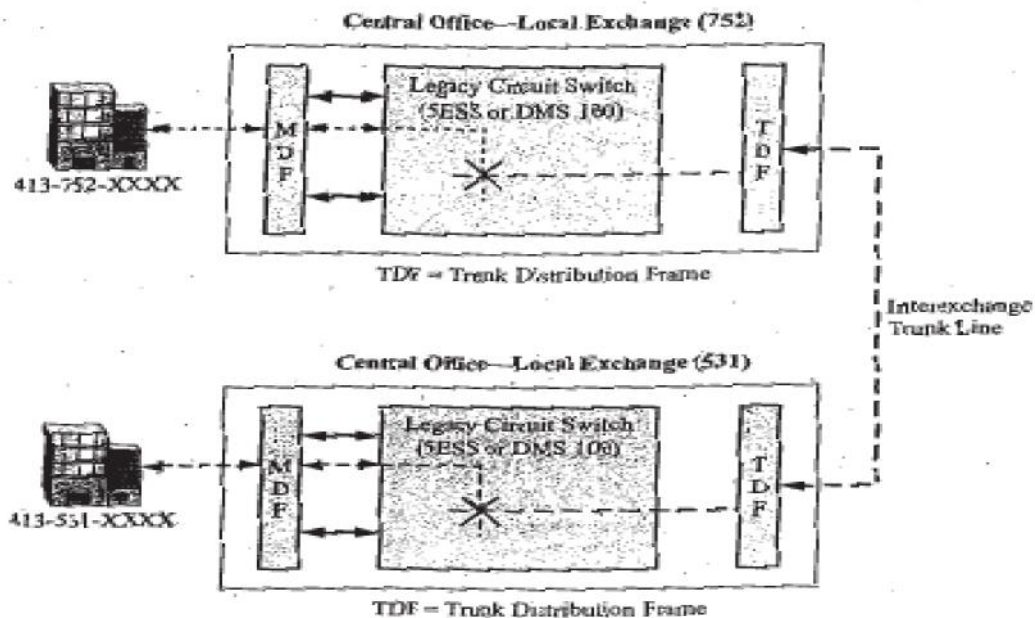 Central Office—Local Exchange (752)
Legacy Circuit Switch
(5ESS or DMS 100)
M
D
F
T
D
F
413-752-XXXX
TDF = Trunk Distribution Frame
Interexchange
Trunk Line
Central Office—Local Exchange (531)
Legacy Circuit Switch
(5ESS or DMS 100)
M
D
F
T
D
F
413-531-XXXX
TDF = Trunk Distribution Frame